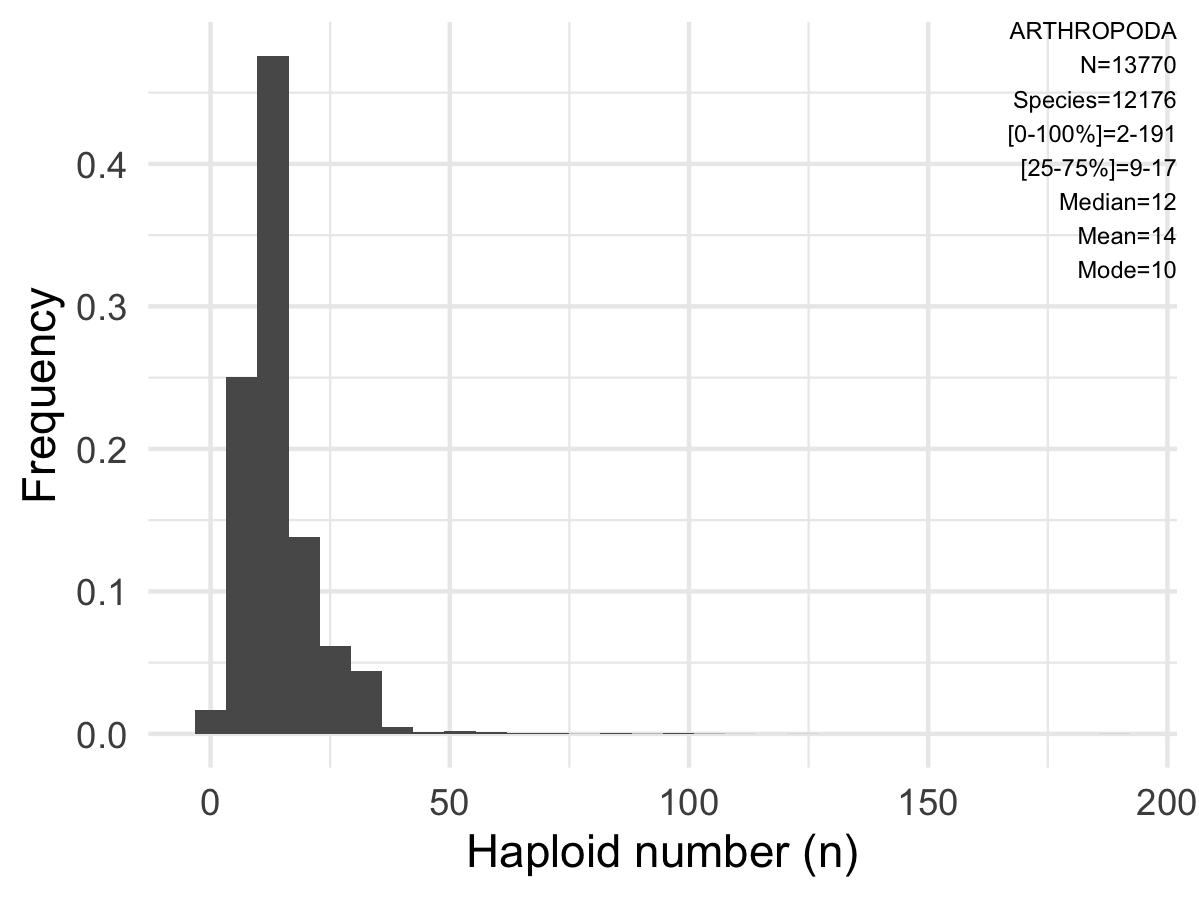 ARTHROPODA
N=13770
Species=12176
[0-100%]=2-191
[25-75%]=9-17
Median=12
Mean=14
Mode=10
0.4
0.3
0.2
0.1
0.0
Frequency
0 50 100 150 200
Haploid number (n)